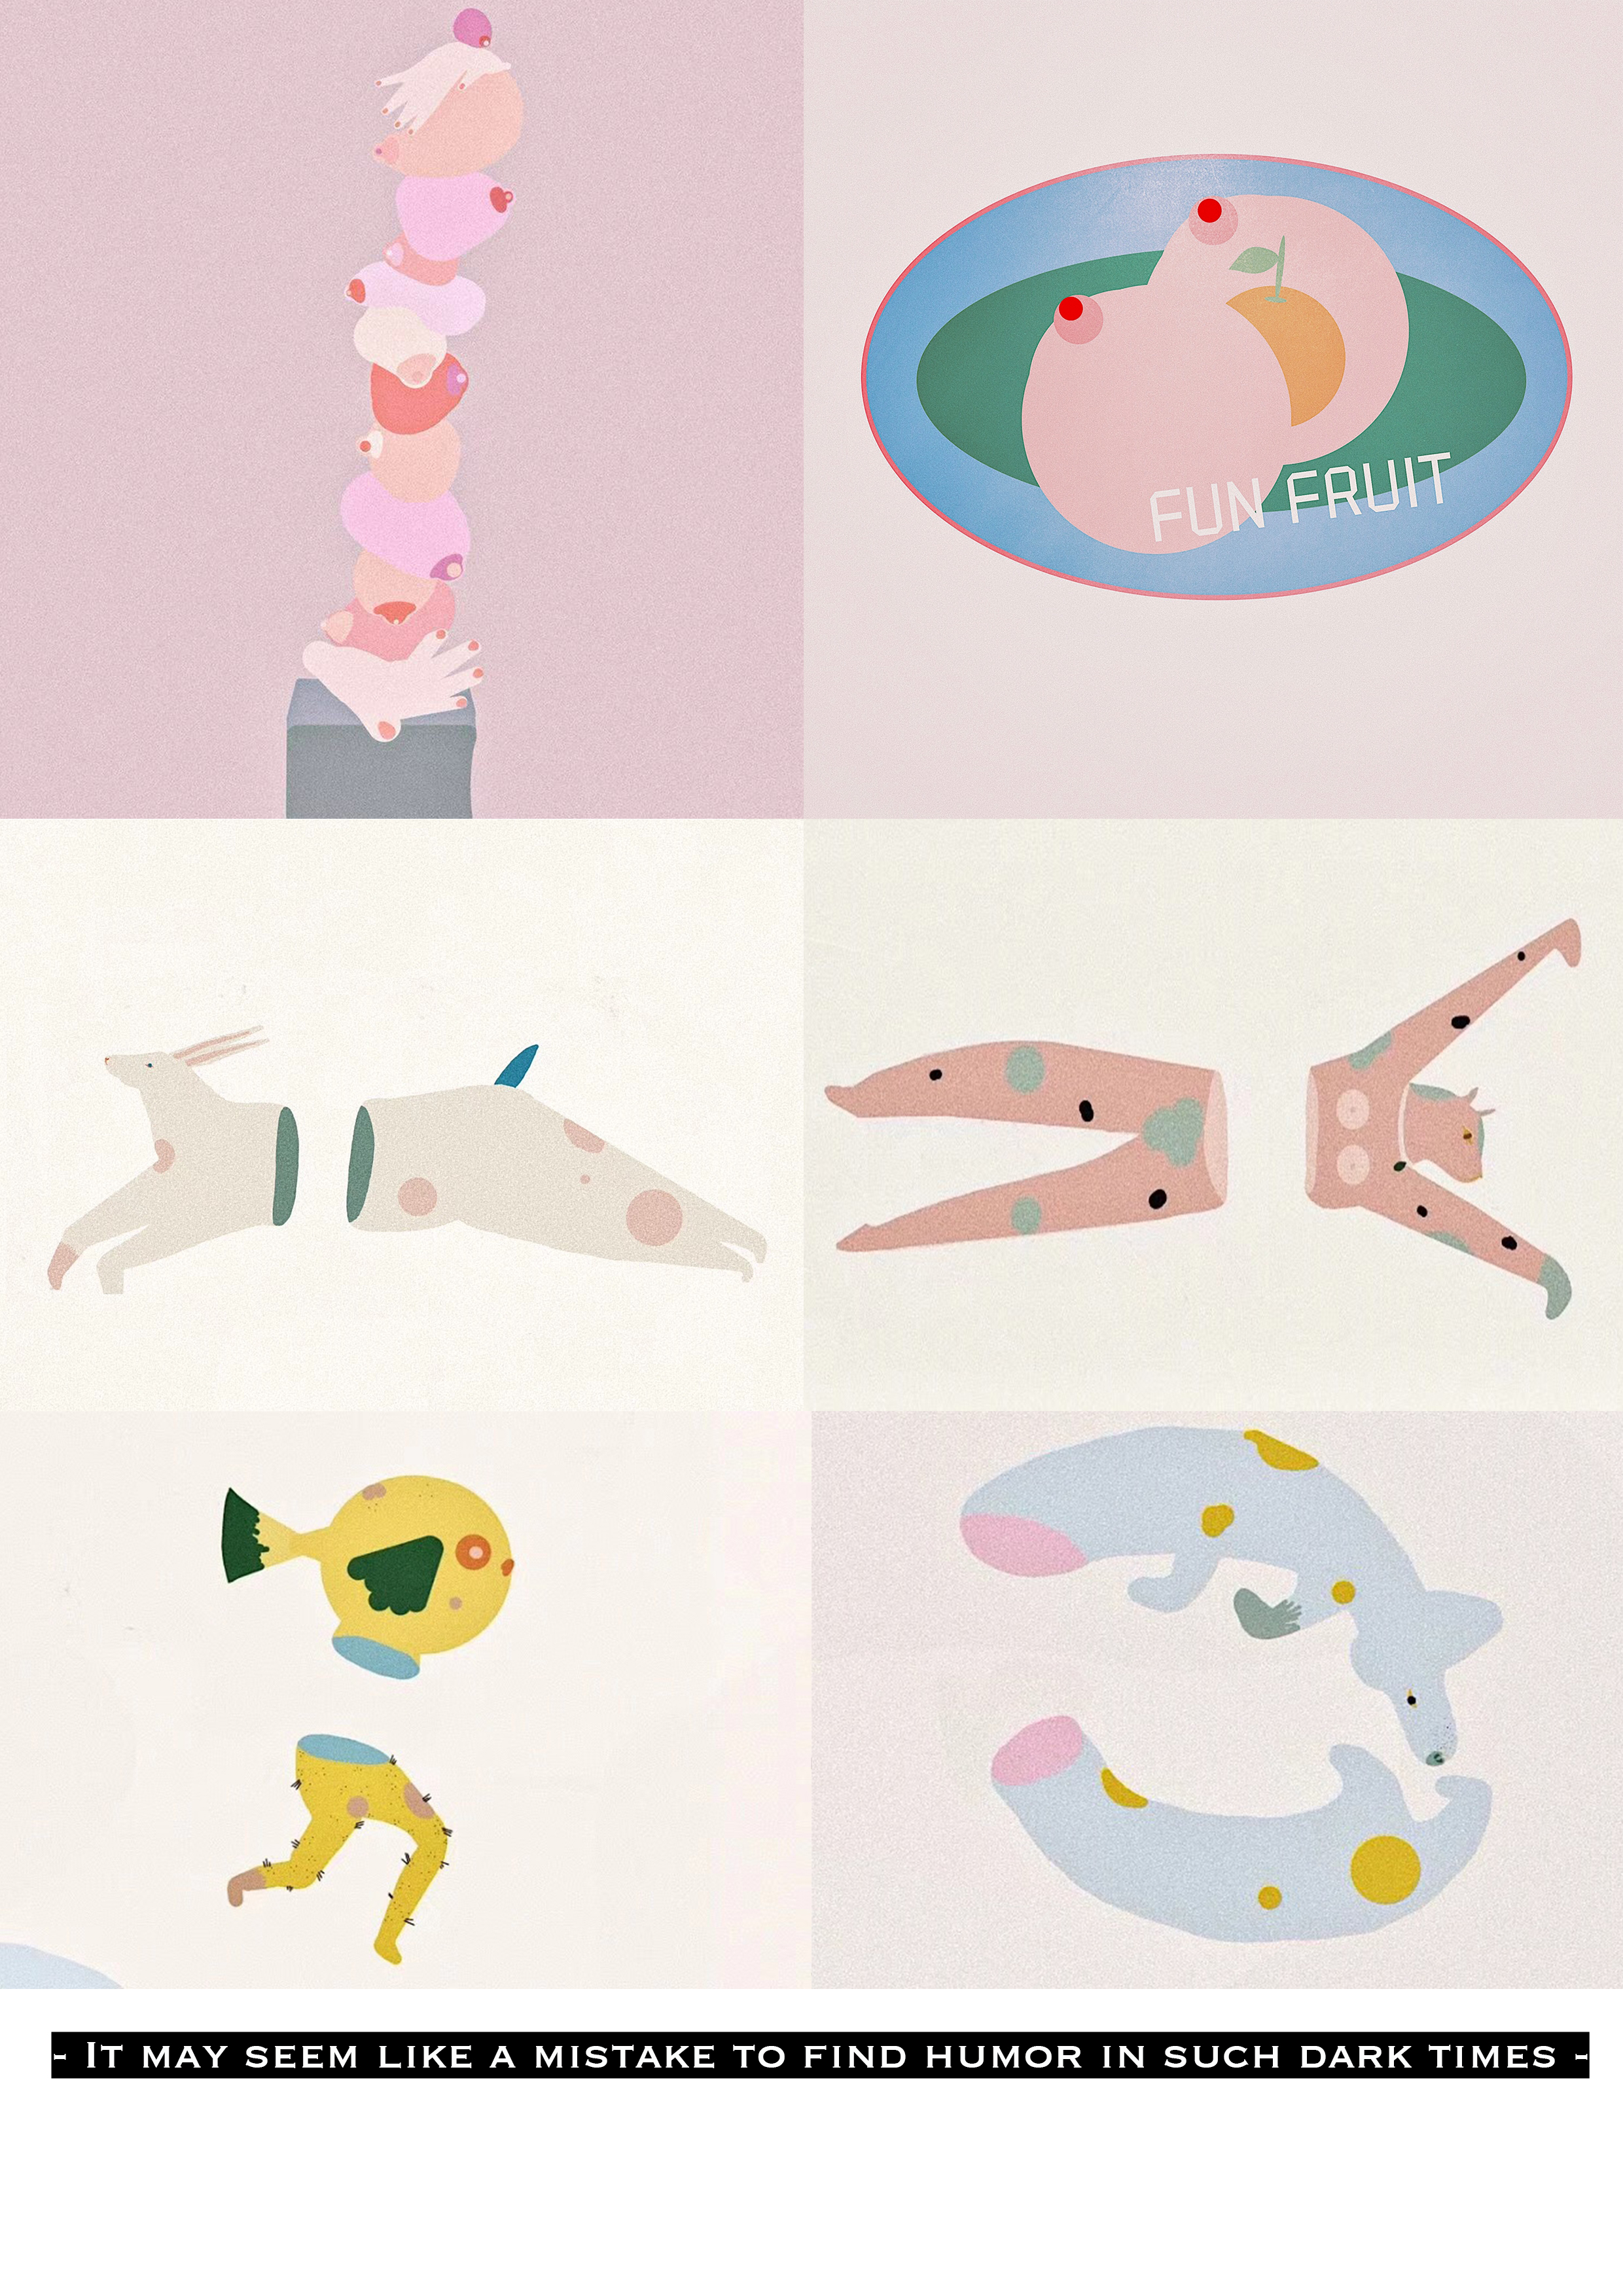 FUN FRUIT
- It may seem like a mistake to find humor in such dark times -